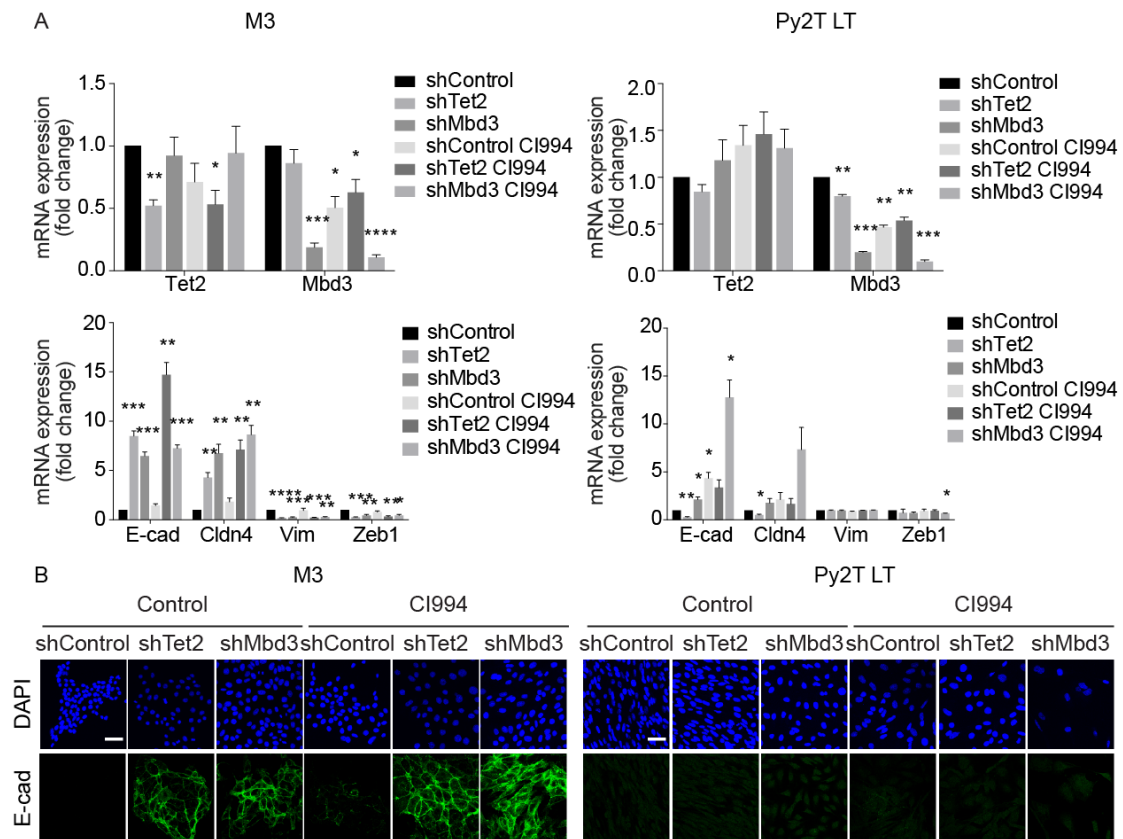 A
M3
Py2T LT
mRNA expression
(fold change)
1.5
1.0
0.5
0.0
** * * * *** ****
Tet2 Mbd3
shControl
shTet2
shMbd3
shControl CI994
shTet2 CI994
shMbd3 CI994
mRNA expression
(fold change)
2.0
1.5
1.0
0.5
0.0
** *** ** ** ***
Tet2 Mbd3
shControl
shTet2
shMbd3
shControl CI994
shTet2 CI994
shMbd3 CI994
mRNA expression
(fold change)
20
15
10
5
0
*** *** ** *** ** ** ** ** **** *** *** ** *** ** ** *
E-cad Cldn4 Vim Zeb1
shControl
shTet2
shMbd3
shControl CI994
shTet2 CI994
shMbd3 CI994
mRNA expression
(fold change)
20
15
10
5
0
** * * * * *
E-cad Cldn4 Vim Zeb1
shControl
shTet2
shMbd3
shControl CI994
shTet2 CI994
shMbd3 CI994
B
M3
Py2T LT
Control CI994 Control CI994
shControl shTet2 shMbd3 shControl shTet2 shMbd3 shControl shTet2 shMbd3 shControl shTet2 shMbd3
DAPI
E-cad